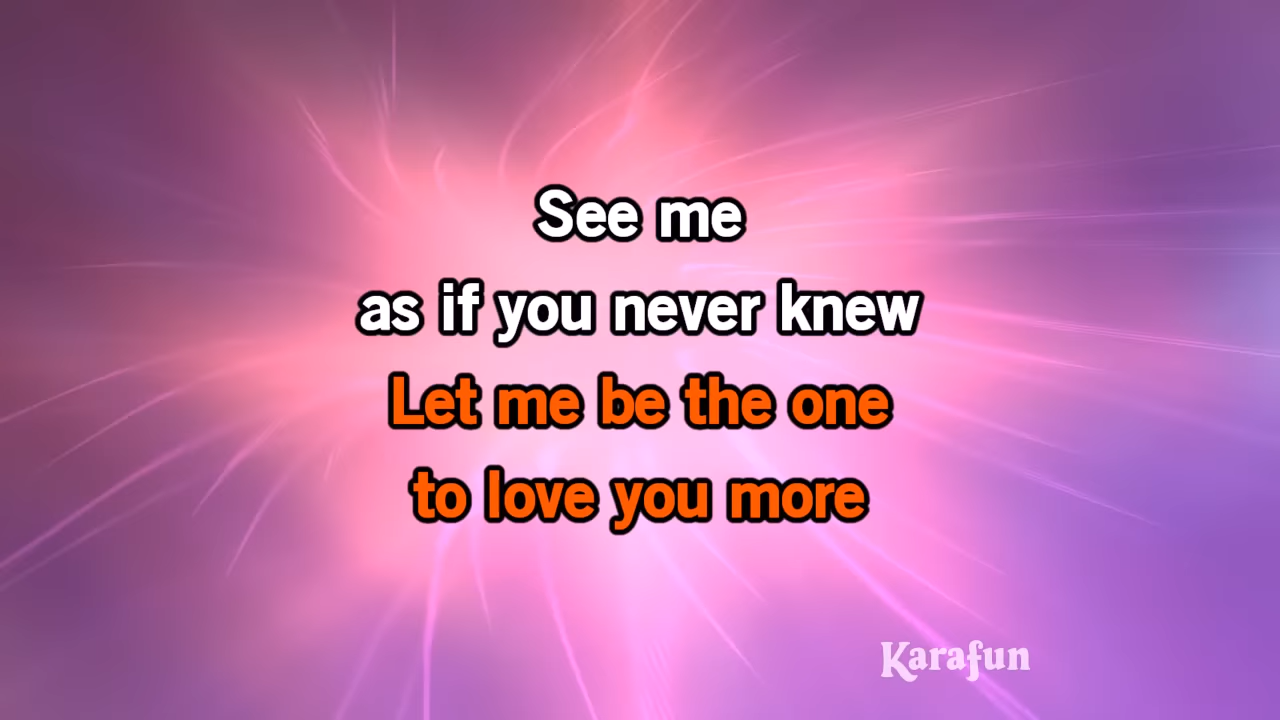 See me
as if you never knew
Let me be the one
to love you more
Karafun